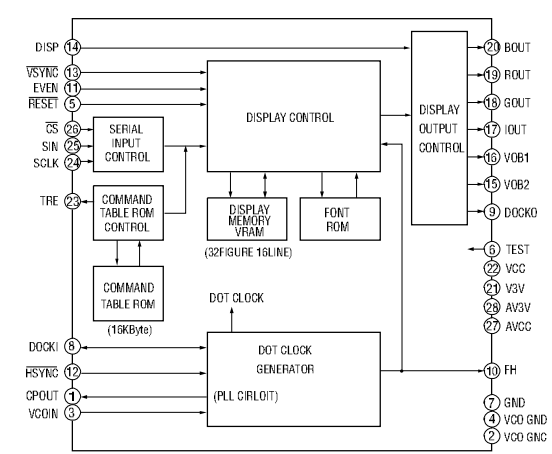 DISP 14
VSYNC 13
EVEN 11
RESET 5
CS 26
SIN 25
SCLK 24
TRE 23
DOCKI 8
HSYNC 12
CPOUT 1
VCOIN 3
SERIAL
INPUT
CONTROL
COMMAND
TABLE ROM
CONTROL
COMMAND
TABLE ROM
(16KByte)
DISPLAY CONTROL
DISPLAY
MEMORY
VRAM
(32FIGURE 16LINE)
FONT
ROM
DOT CLOCK
DOT CLOCK
GENERATOR
(PLL CIRLOIT)
DISPLAY
OUTPUT
CONTROL
20 BOUT
19 ROUT
18 GOUT
17 IOUT
16 VOB1
15 VOB2
9 DOCKO
6 TEST
22 VCC
21 V3V
28 AV3V
27 AVCC
10 FH
7 GND
4 VCO GND
2 VCO GNC